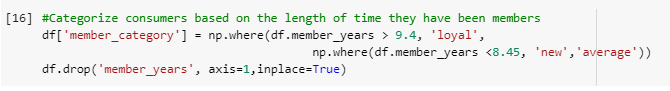 [16] #Categorize consumers based on the length of time they have been members
df['member_category'] = np.where(df.member_years > 9.4, 'loyal',
np.where(df.member_years <8.45, 'new','average'))
df.drop('member_years', axis=1,inplace=True)